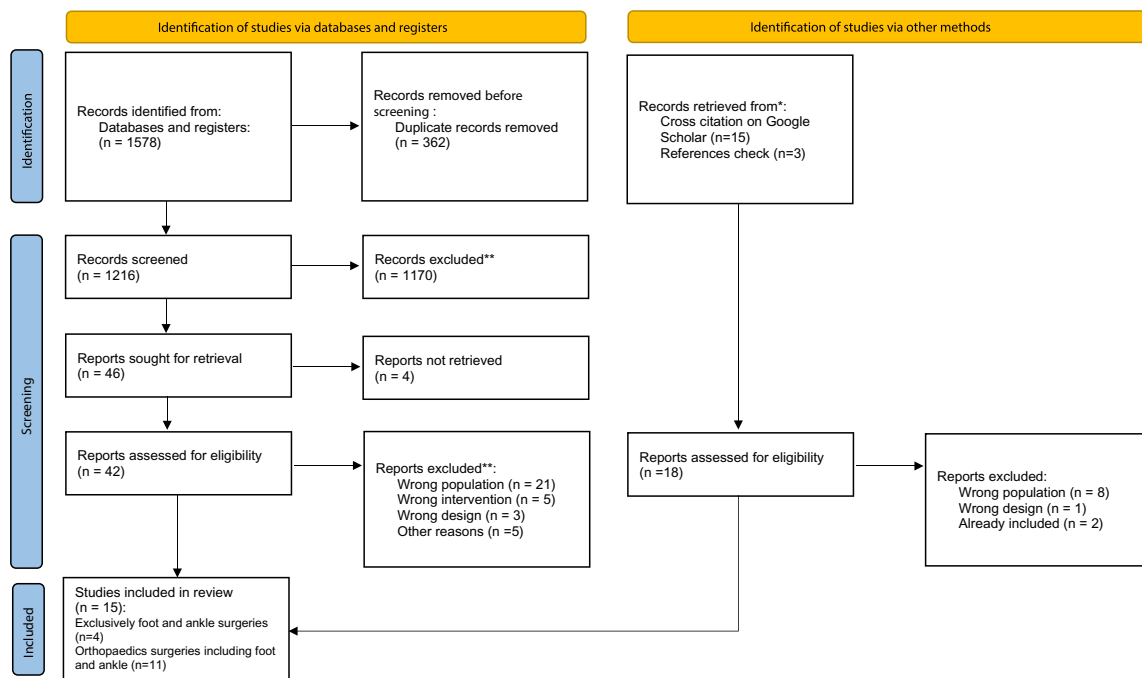 Identification of studies via databases and registers
Identification of studies via other methods
Identification
Records identified from:
Databases and registers:
(n = 1578)
Records removed before
screening :
Duplicate records removed
(n = 362)
Records retrieved from*:
Cross citation on Google
Scholar (n=15)
References check (n=3)
Screening
Records screened
(n = 1216)
Records excluded**
(n = 1170)
Reports sought for retrieval
(n = 46)
Reports not retrieved
(n = 4)
Reports assessed for eligibility
(n = 42)
Reports excluded**:
Wrong population (n = 21)
Wrong intervention (n = 5)
Wrong design (n = 3)
Other reasons (n =5)
Reports assessed for eligibility
(n =18)
Reports excluded:
Wrong population (n = 8)
Wrong design (n = 1)
Already included (n = 2)
Included
Studies included in review
(n = 15):
Exclusively foot and ankle surgeries
(n=4)
Orthopaedics surgeries including foot
and ankle (n=11)